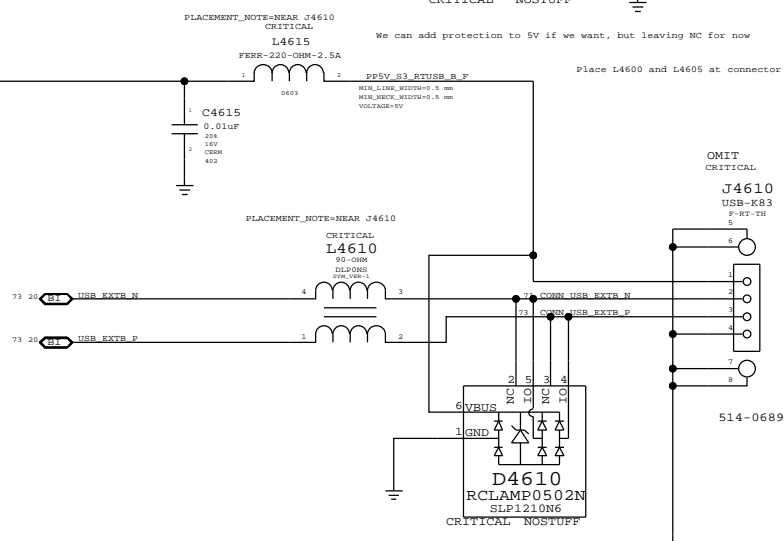 CRITICAL NOSTUFF
PLACEMENT_NOTE=NEAR J4610
CRITICAL
L4615
FERR-220-OHM-2.5A
1
2
0603
We can add protection to 5V if we want, but leaving NC for now
Place L4600 and L4605 at connector
PP5V_S3_RTUSB_B_F
MIN_LINE_WIDTH=0.5 mm
MIN_NECK_WIDTH=0.5 mm
VOLTAGE=5V
1
C4615
0.01uF
20%
16V
CERM
402
2
OMIT
CRITICAL
J4610
USB-K83
F-RT-TH
5
6
PLACEMENT_NOTE=NEAR J4610
CRITICAL
L4610
90-OHM
DLP0NS
SYM_VER-1
73 20 BI USB_EXTB_N
4
3
73 CONN_USB_EXTB_N
1
2
73 20 BI USB_EXTB_P
1
2
73 CONN_USB_EXTB_P
3
4
7
8
514-0689
2 5 3 4
NC IO NC IO
6 VBUS
1 GND
D4610
RCLAMP0502N
SLP1210N6
CRITICAL NOSTUFF